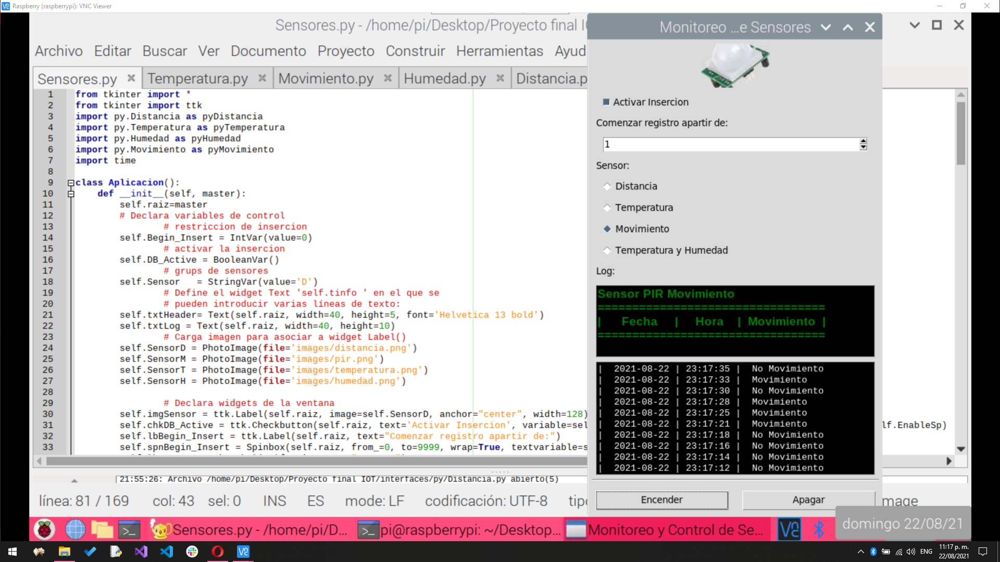 Raspberry (raspberrypi): VNC Viewer
Sensores.py - /home/pi/Desktop/Proyecto final I
Archivo Editar Buscar Ver Documento Proyecto Construir Herramientas Ayud
Sensores.py Temperatura.py Movimiento.py Humedad.py Distancia.p
1 from tkinter import *
2 from tkinter import ttk
3 import py.Distancia as pyDistancia
4 import py.Temperatura as pyTemperatura
5 import py.Humedad as pyHumedad
6 import py.Movimiento as pyMovimiento
7 import time
8
9 class Aplicacion():
10 def __init__(self, master):
11 self.raiz=master
12 # Declara variables de control
13 # restriccion de insercion
14 self.Begin_Insert = IntVar(value=0)
15 # activar la insercion
16 self.DB_Active = BooleanVar()
17 # grups de sensores
18 self.Sensor   = StringVar(value='D')
19 # Define el widget Text 'self.tinfo ' en el que se
20 # pueden introducir varias líneas de texto:
21 self.txtHeader= Text(self.raiz, width=40, height=5, font='Helvetica 13 bold')
22 self.txtLog = Text(self.raiz, width=40, height=10)
23 # Carga imagen para asociar a widget Label()
24 self.SensorD = PhotoImage(file='images/distancia.png')
25 self.SensorM = PhotoImage(file='images/pir.png')
26 self.SensorT = PhotoImage(file='images/temperatura.png')
27 self.SensorH = PhotoImage(file='images/humedad.png')
28
29 # Declara widgets de la ventana
30 self.imgSensor = ttk.Label(self.raiz, image=self.SensorD, anchor="center", width=128)
31 self.chkDB_Active = ttk.Checkbutton(self.raiz, text='Activar Insercion', variable=sel lf.EnableSp)
32 self.lbBegin_Insert = ttk.Label(self.raiz, text="Comenzar registro apartir de:")
33 self.spnBegin_Insert = Spinbox(self.raiz, from_=0, to=9999, wrap=True, textvariable=s
21:55:26: Archivo /home/pi/Desktop/Proyecto final IOT/interfaces/py/Distancia.py abierto(5)
línea: 81 / 169 col: 43 sel: 0 INS ES mode: LF codificación: UTF-8 tipo mage
Monitoreo ...e Sensores
Activar Insercion
Comenzar registro apartir de:
1
Sensor:
Distancia
Temperatura
Movimiento
Temperatura y Humedad
Log:
Sensor PIR Movimiento
=================================
| Fecha | Hora | Movimiento |
=================================
| 2021-08-22 | 23:17:35 | No Movimiento
| 2021-08-22 | 23:17:33 | Movimiento
| 2021-08-22 | 23:17:30 | No Movimiento
| 2021-08-22 | 23:17:28 | Movimiento
| 2021-08-22 | 23:17:25 | Movimiento
| 2021-08-22 | 23:17:21 | Movimiento
| 2021-08-22 | 23:17:18 | No Movimiento
| 2021-08-22 | 23:17:16 | No Movimiento
| 2021-08-22 | 23:17:14 | No Movimiento
| 2021-08-22 | 23:17:12 | No Movimiento
Encender Apagar
domingo 22/08/21
Sensores.py - /home/pi/D... pi@raspberrypi: ~/Desktop... Monitoreo y Control de Se...
ENG 11:17 p. m.
22/08/2021